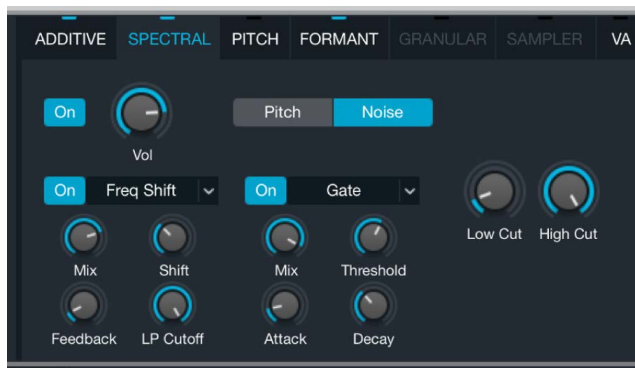 ADDITIVE SPECTRAL PITCH FORMANT GRANULAR SAMPLER VA
On Pitch Noise
Vol
On Freq Shift On Gate
Low Cut High Cut
Mix Shift Mix Threshold
Feedback LP Cutoff Attack Decay